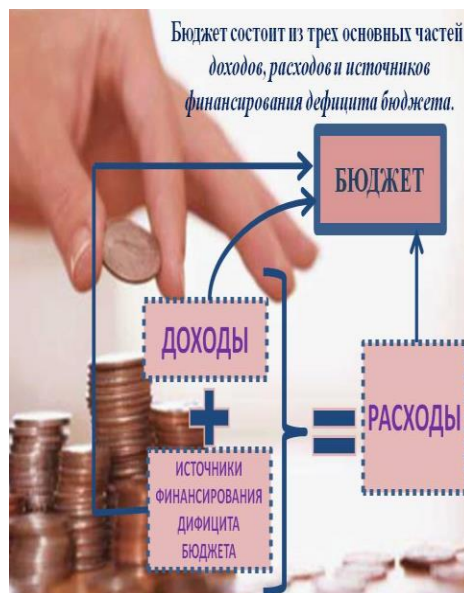 Бюджет состоит из трех основных частей
доходов, расходов и источников
финансирования дефицита бюджета.
БЮДЖЕТ
ДОХОДЫ
+
=
РАСХОДЫ
ИСТОЧНИКИ
ФИНАНСИРОВАНИЯ
ДИФИЦИТА
БЮДЖЕТА